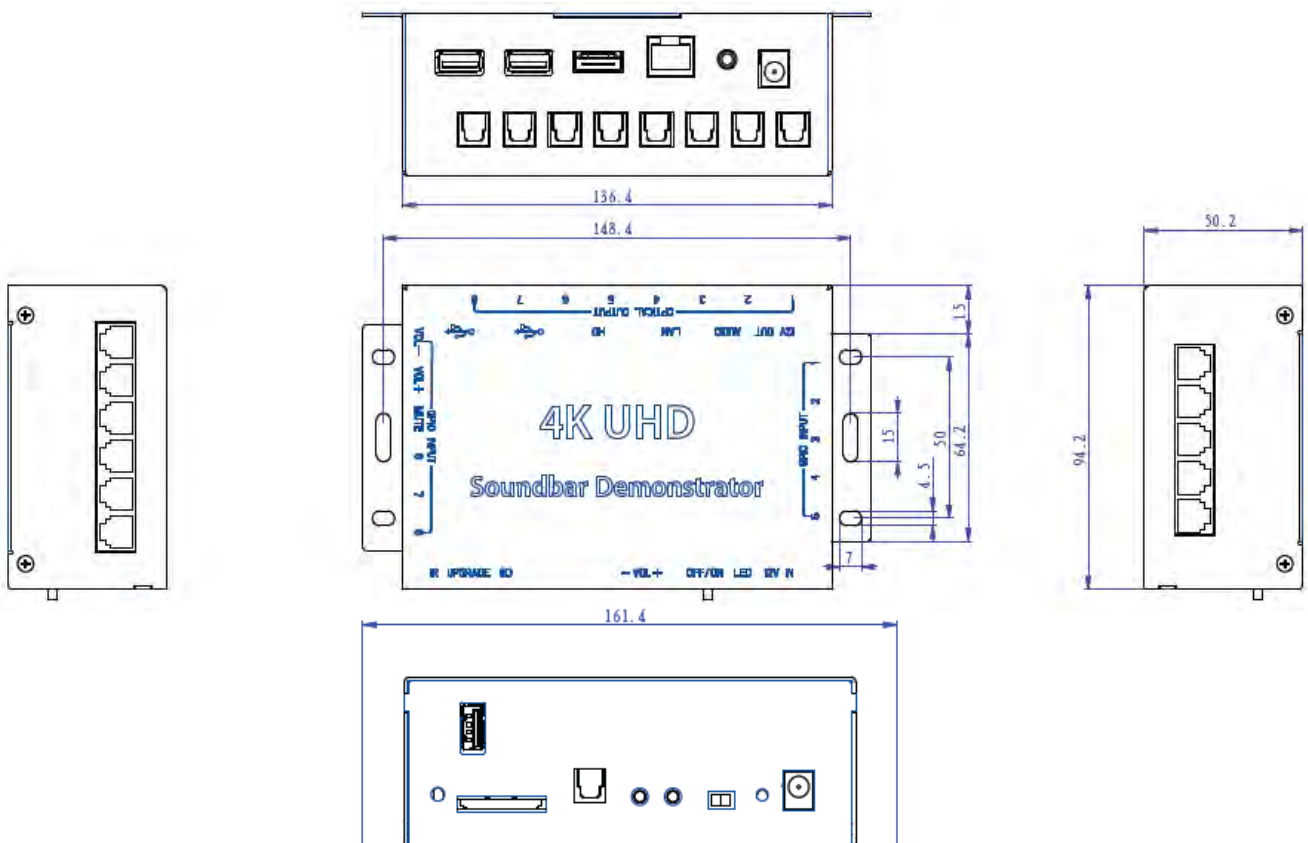 136.4
148.4
50.2
8 7 6 5 4 3 2 1
OPTICAL OUTPUT
HD LAN AUDIO 12V OUT
VOL- VOL+ MUTE 8 7 6
GPIO INPUT
4K UHD
Soundbar Demonstrator
1 2 3 4 5
GPIO INPUT
15
15
50
64.2
4.5
7
94.2
IR UPGRADE SD -VOL+ OFF/ON LED 12V IN
161.4